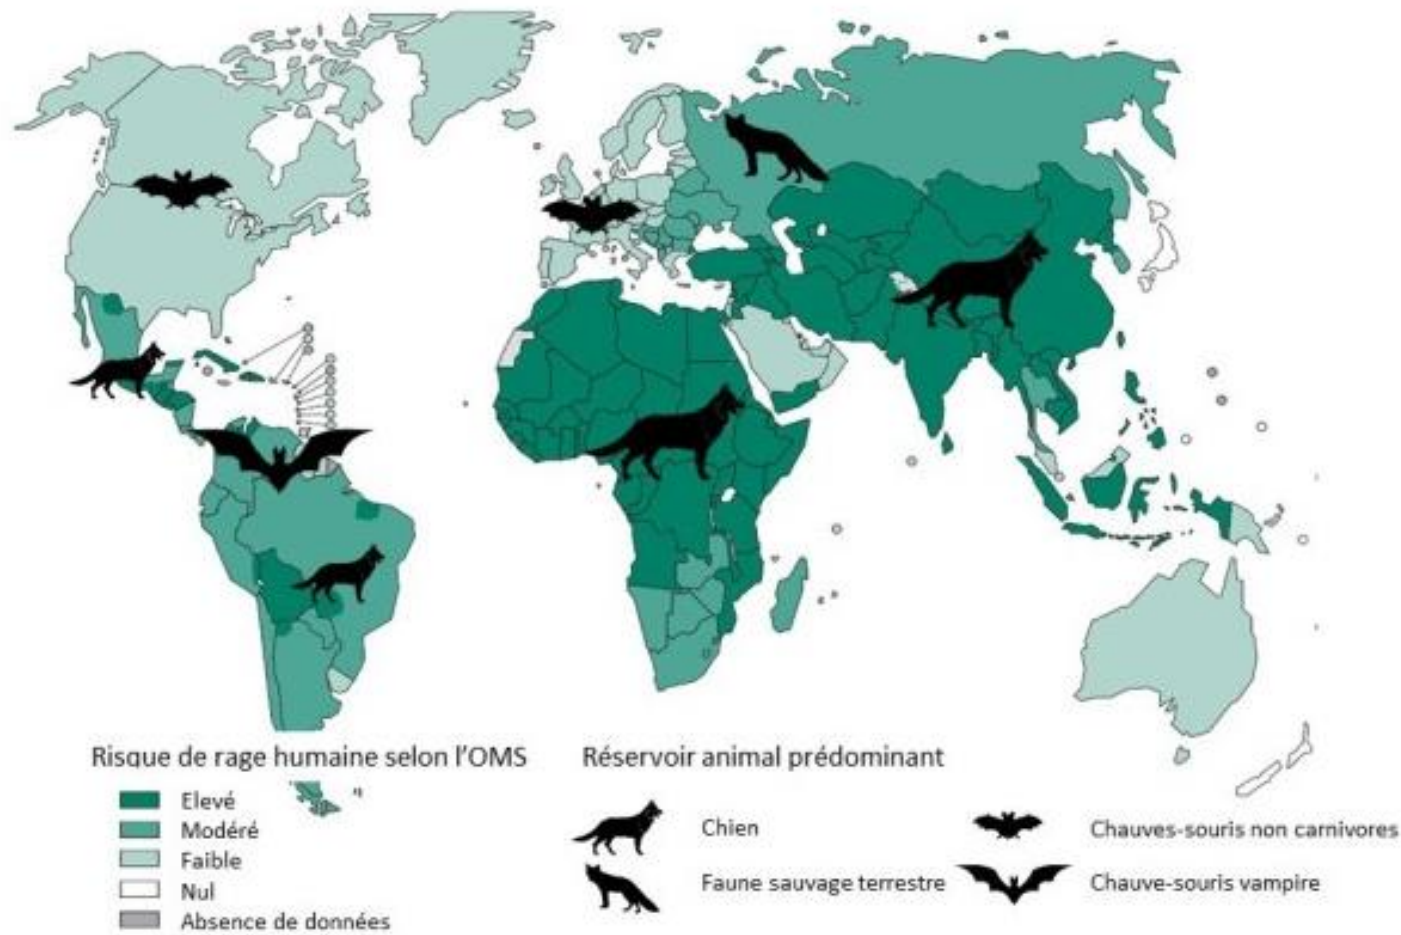 Risque de rage humaine selon l'OMS
Elevé
Modéré
Faible
Nul
Absence de données
Réservoir animal prédominant
Chien
Faune sauvage terrestre
Chauves-souris non carnivores
Chauve-souris vampire